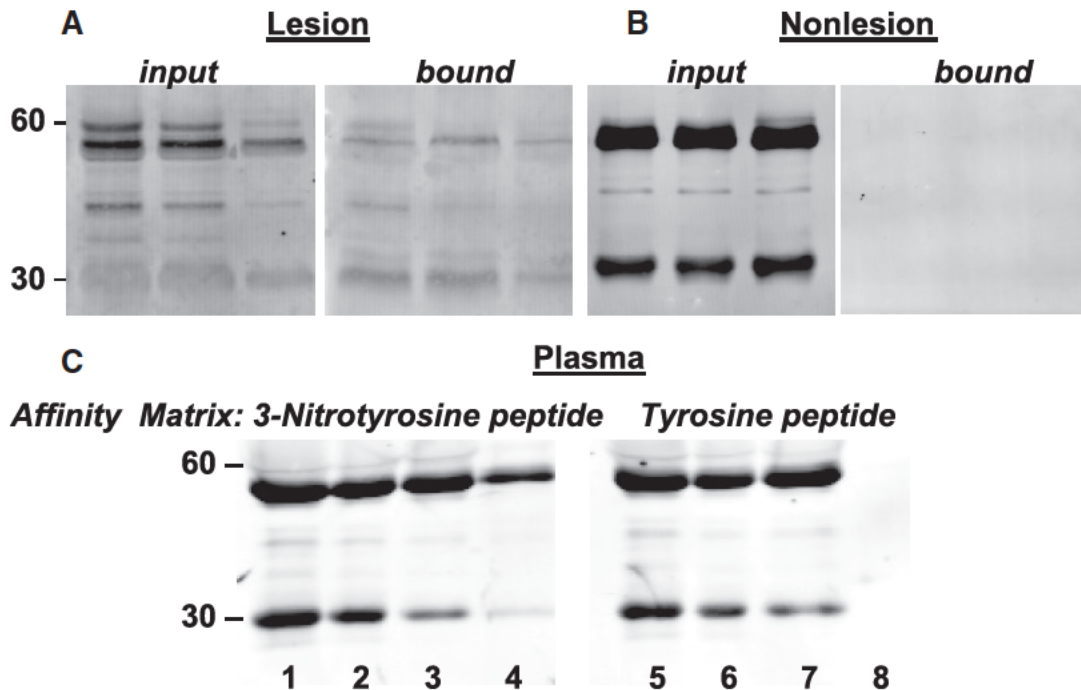 A Lesion B Nonlesion
input bound input bound
60
30
C Plasma
Affinity Matrix: 3-Nitrotyrosine peptide Tyrosine peptide
60
30
1 2 3 4 5 6 7 8